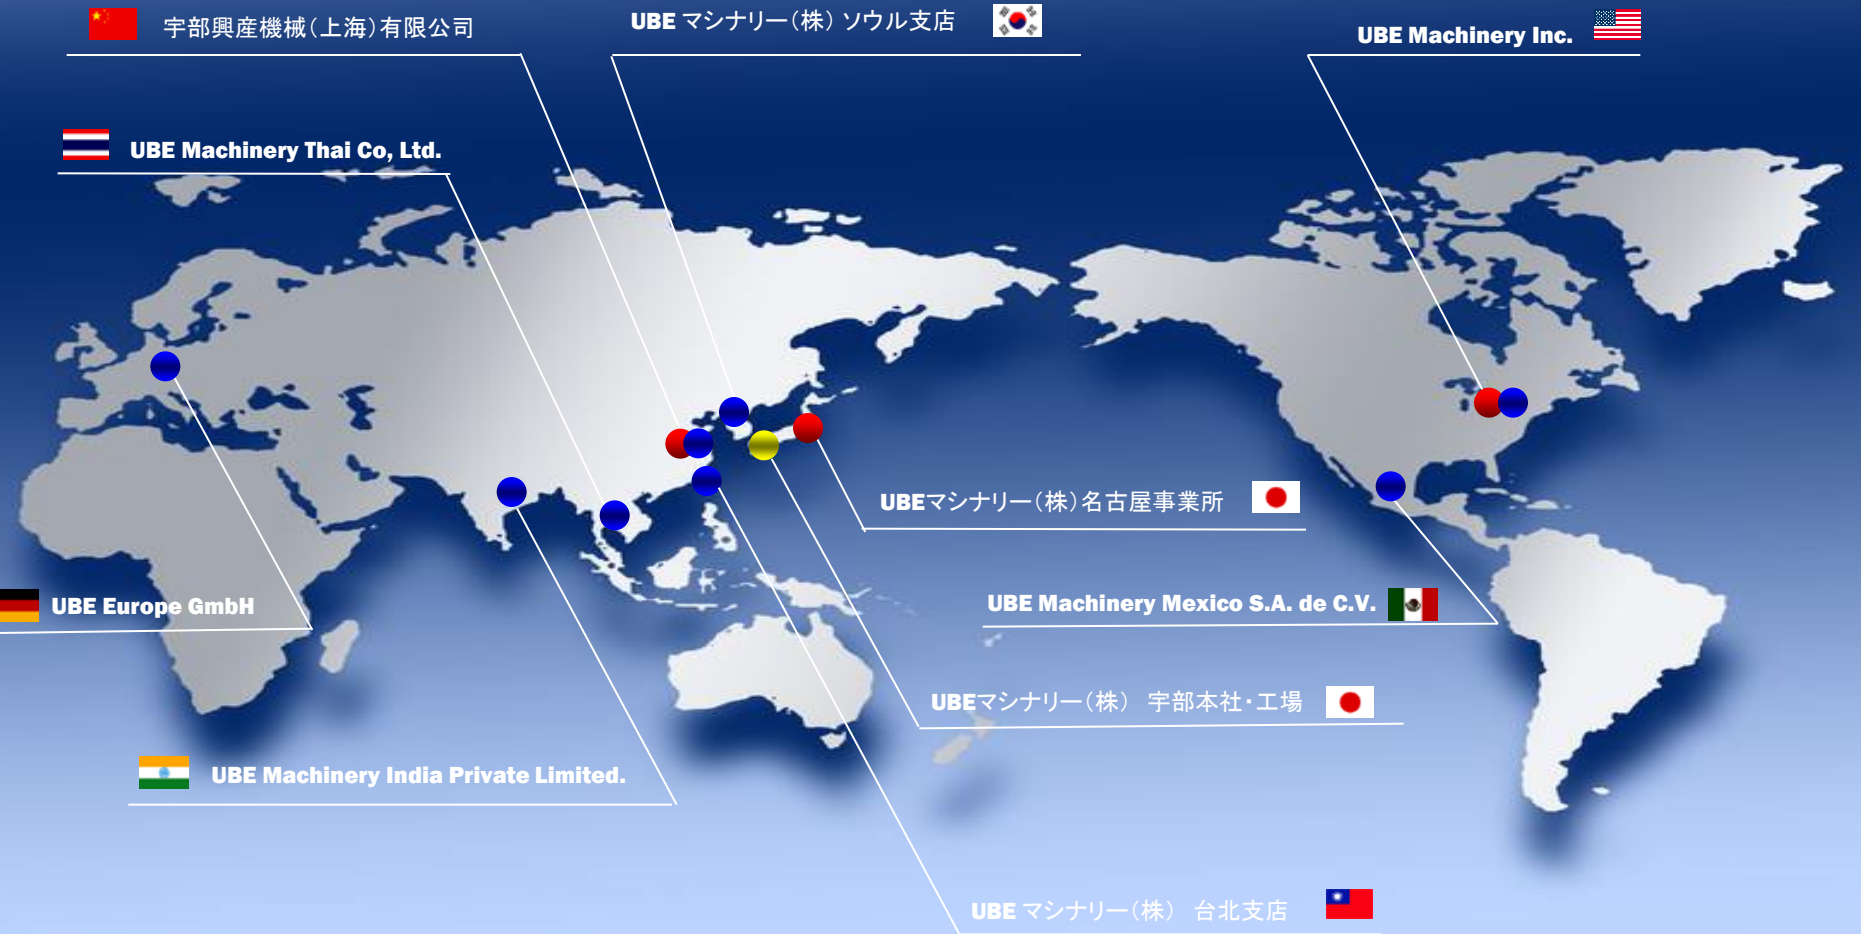 宇部興産機械（上海）有限公司
UBE マシナリー（株） ソウル支店
UBE Machinery Inc.
UBE Machinery Thai Co, Ltd.
UBEマシナリー（株）名古屋事業所
UBE Europe GmbH
UBE Machinery Mexico S.A. de C.V.
UBEマシナリー（株） 宇部本社・工場
UBE Machinery India Private Limited.
UBE マシナリー（株） 台北支店